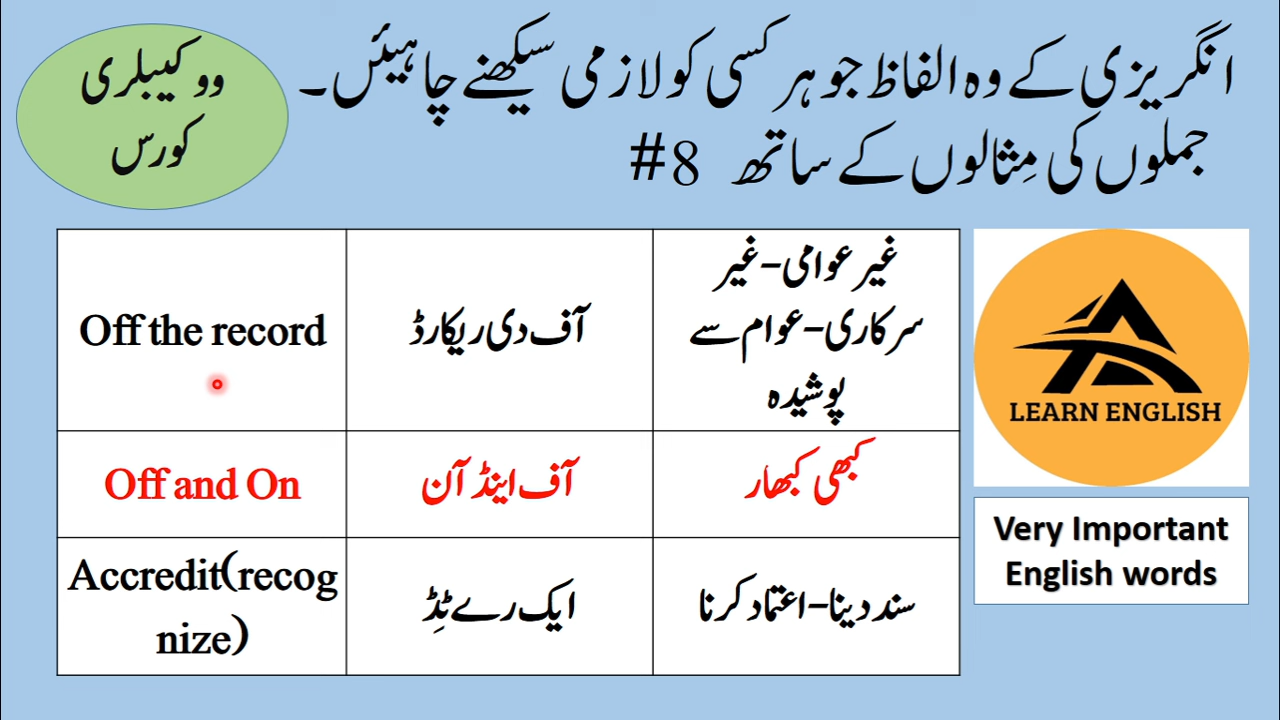 انگریزی کے وہ الفاظ جو ہر کسی کو لازمی سیکھنے چاہیئں۔
جملوں کی مِثالوں کے ساتھ #8
ووکیبلری
کورس
Off the record
آف دی ریکارڈ
غیر عوامی-غیر
سرکاری-عوام سے
پوشیدہ
Off and On
آف اینڈ آن
کبھی کبھار
Accredit(recog
nize)
ایک رے ٹِڈ
سند دینا-اعتماد کرنا
LEARN ENGLISH
Very Important
English words